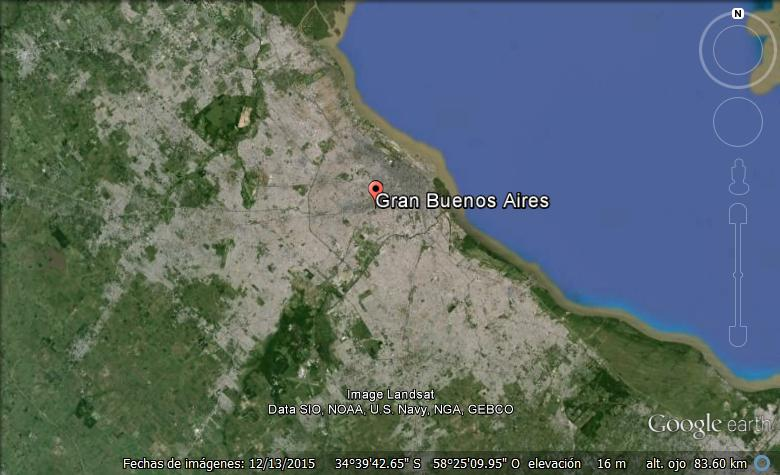 N
Gran Buenos Aires
Image Landsat
Data SIO, NOAA, U.S. Navy, NGA, GEBCO
Google earth
Fechas de imágenes: 12/13/2015 34°39'42.65" S 58°25'09.95" O elevación 16 m alt. ojo 83.60 km